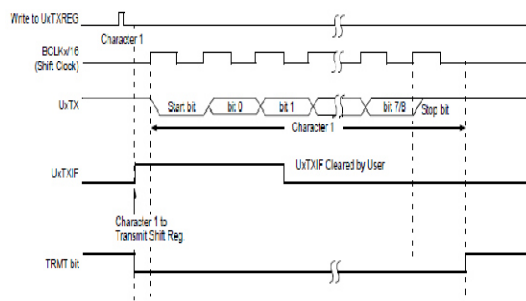 Write to UxTXREG
Character 1
BCLKx/16
(Shift Clock)
UxTX
Start bit
bit 0
bit 1
bit 7/8
Stop bit
Character 1
UxTXIF
UxTXIF Cleared by User
Character 1 to
Transmit Shift Reg
TRMT bit